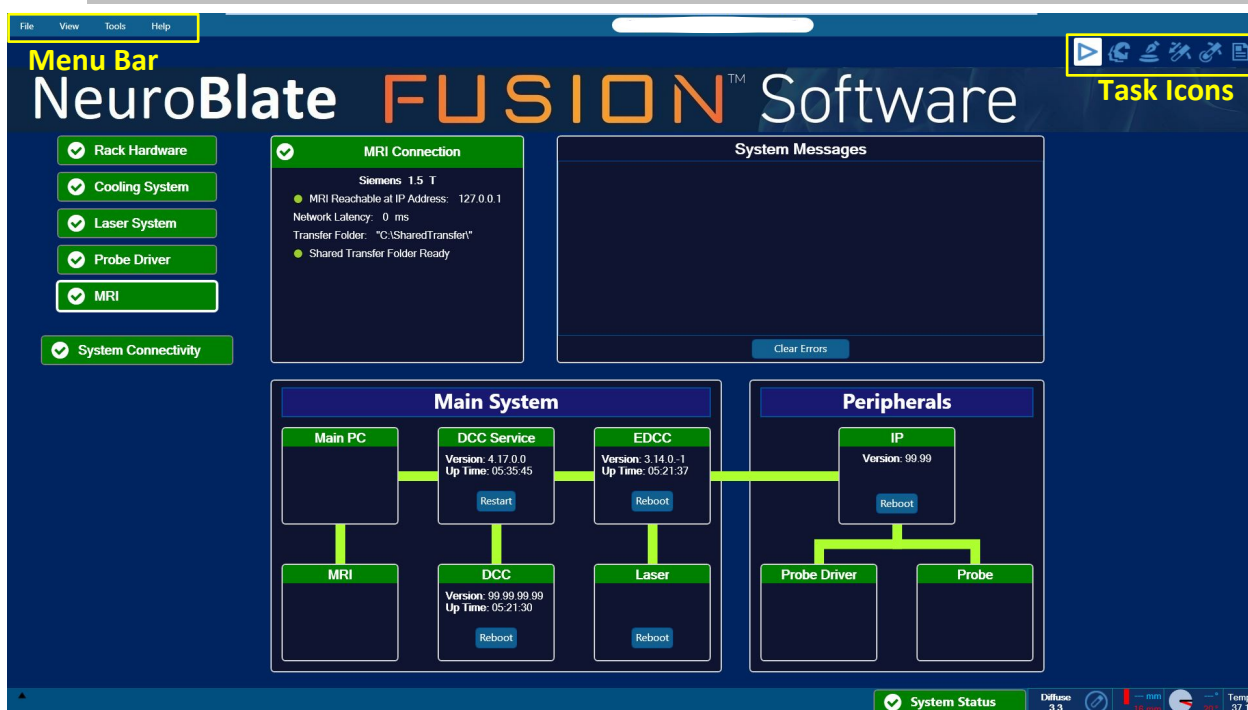 File View Tools Help
Menu Bar
Task Icons
NeuroBlate FUSION™ Software
Rack Hardware
Cooling System
Laser System
Probe Driver
MRI
System Connectivity
MRI Connection
Siemens 1.5 T
MRI Reachable at IP Address: 127.0.0.1
Network Latency: 0 ms
Transfer Folder: "C:\SharedTransfer\"
Shared Transfer Folder Ready
System Messages
Clear Errors
Main System
Main PC
DCC Service
Version: 4.17.0.0
Up Time: 05:35:45
Restart
EDCC
Version: 3.14.0.-1
Up Time: 05:21:37
Reboot
MRI
DCC
Version: 99.99.99.99
Up Time: 05:21:30
Reboot
Laser
Reboot
Peripherals
IP
Version: 99.99
Reboot
Probe Driver
Probe
System Status
Diffuse
3.3
--- mm
---°
Temp